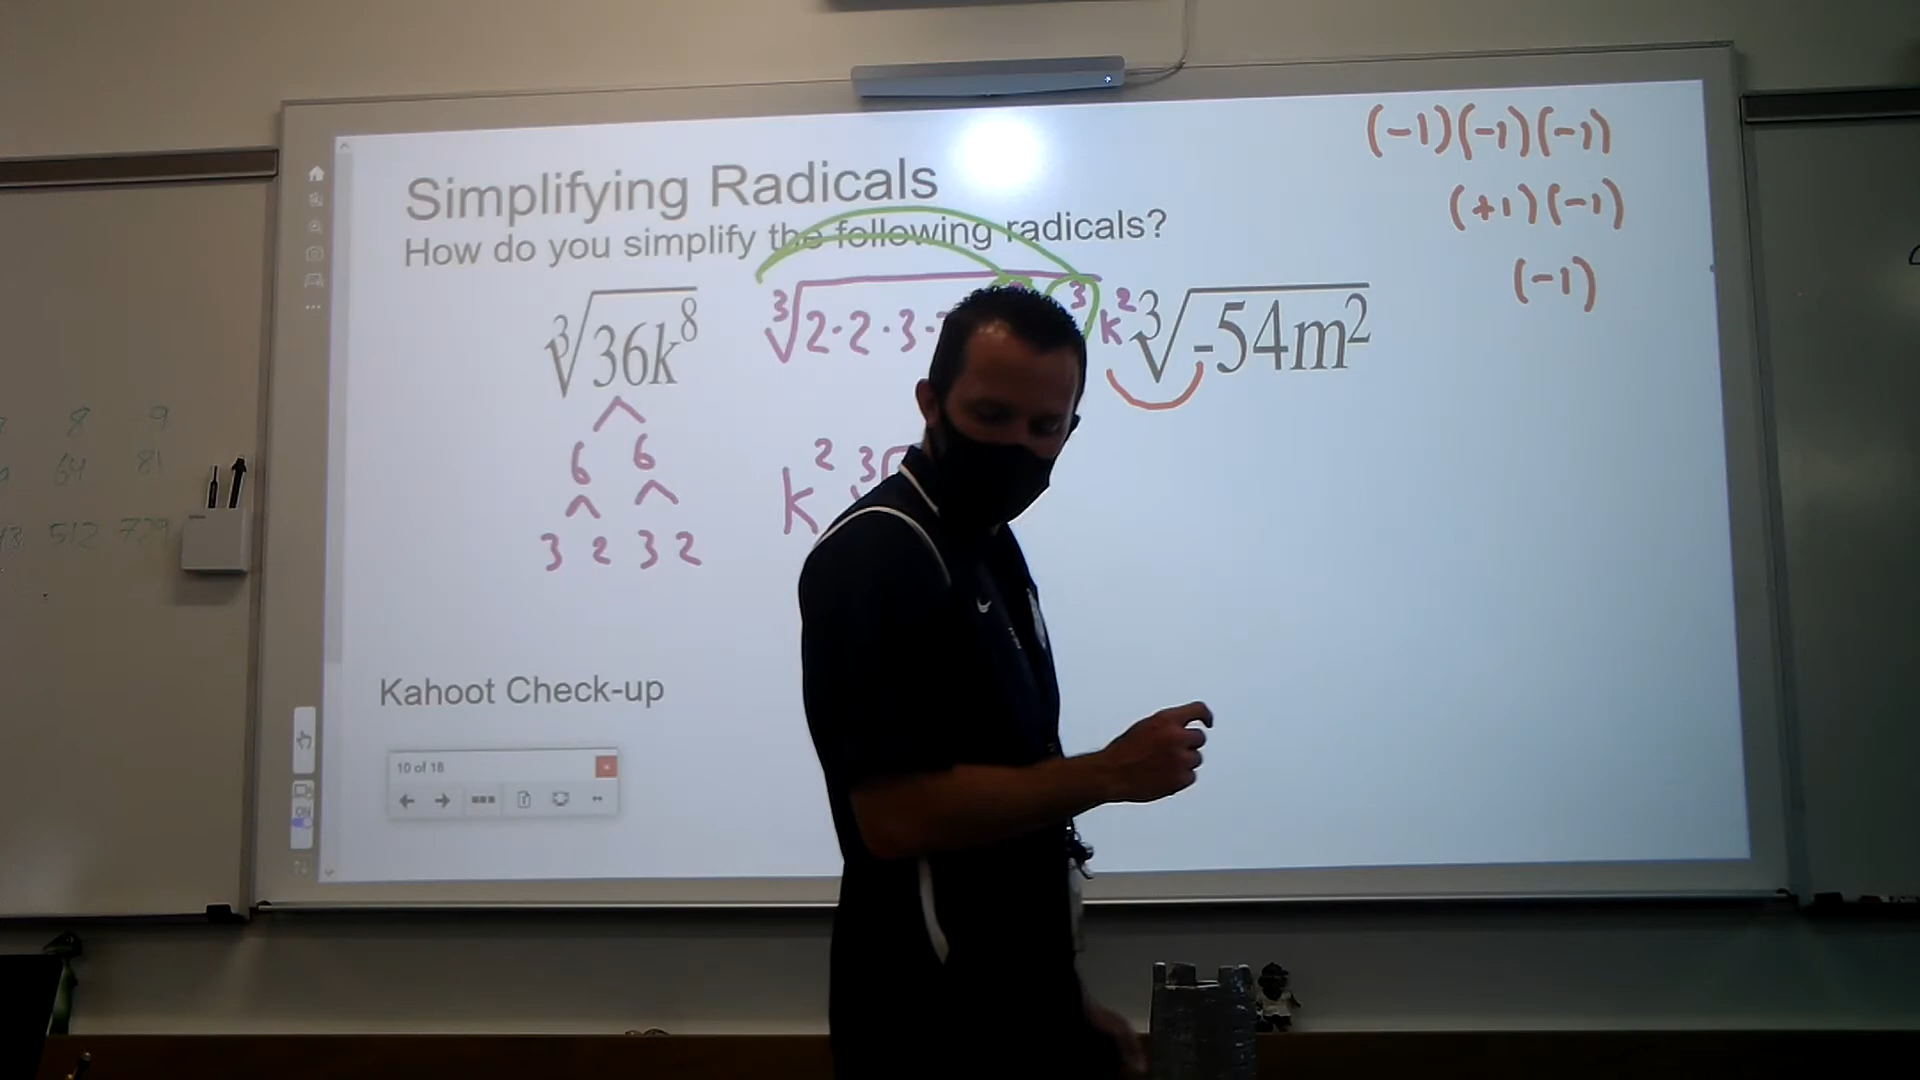 Simplifying Radicals
How do you simplify the following radicals?
(-1)(-1)(-1)
(+1)(-1)
(-1)
∛36k⁸
∛2·2·3·
3
k²
∛-54m²
6 6
3 2 3 2
k² ∛
Kahoot Check-up
10 of 18
8 9
64 81
512 729